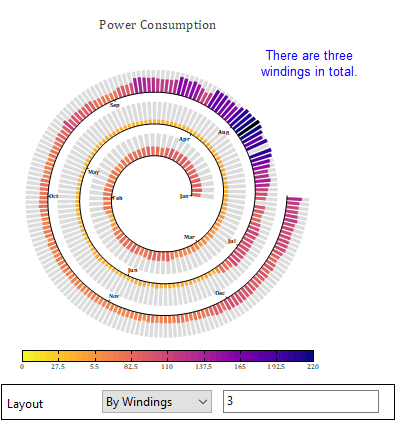 Power Consumption
There are three
windings in total.
Sep
Aug
Apr
May
Oct
Feb
Jan
Mar
Jul
Jun
Nov
Dec
0 27.5 55 82.5 110 137.5 165 192.5 220
Layout By Windings 3